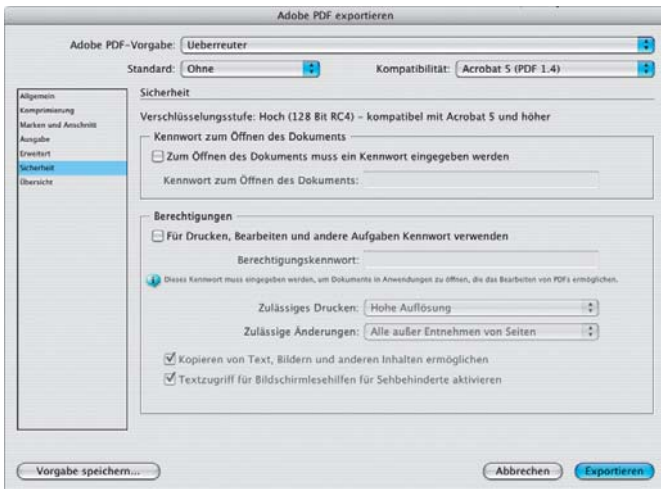 Adobe PDF exportieren
Adobe PDF-Vorgabe: Ueberreuter
Standard: Ohne Kompatibilität: Acrobat 5 (PDF 1.4)
Allgemein
Komprimierung
Marken und Anschnitt
Ausgabe
Erweitert
Sicherheit
Übersicht
Sicherheit
Verschlüsselungsstufe: Hoch (128 Bit RC4) – kompatibel mit Acrobat 5 und höher
Kennwort zum Öffnen des Dokuments
Zum Öffnen des Dokuments muss ein Kennwort eingegeben werden
Kennwort zum Öffnen des Dokuments:
Berechtigungen
Für Drucken, Bearbeiten und andere Aufgaben Kennwort verwenden
Berechtigungskennwort:
Dieses Kennwort muss eingegeben werden, um Dokumente in Anwendungen zu öffnen, die das Bearbeiten von PDFs ermöglichen.
Zulässiges Drucken: Hohe Auflösung
Zulässige Änderungen: Alle außer Entnehmen von Seiten
Kopieren von Text, Bildern und anderen Inhalten ermöglichen
Textzugriff für Bildschirmlesehilfen für Sehbehinderte aktivieren
Vorgabe speichern... Abbrechen Exportieren